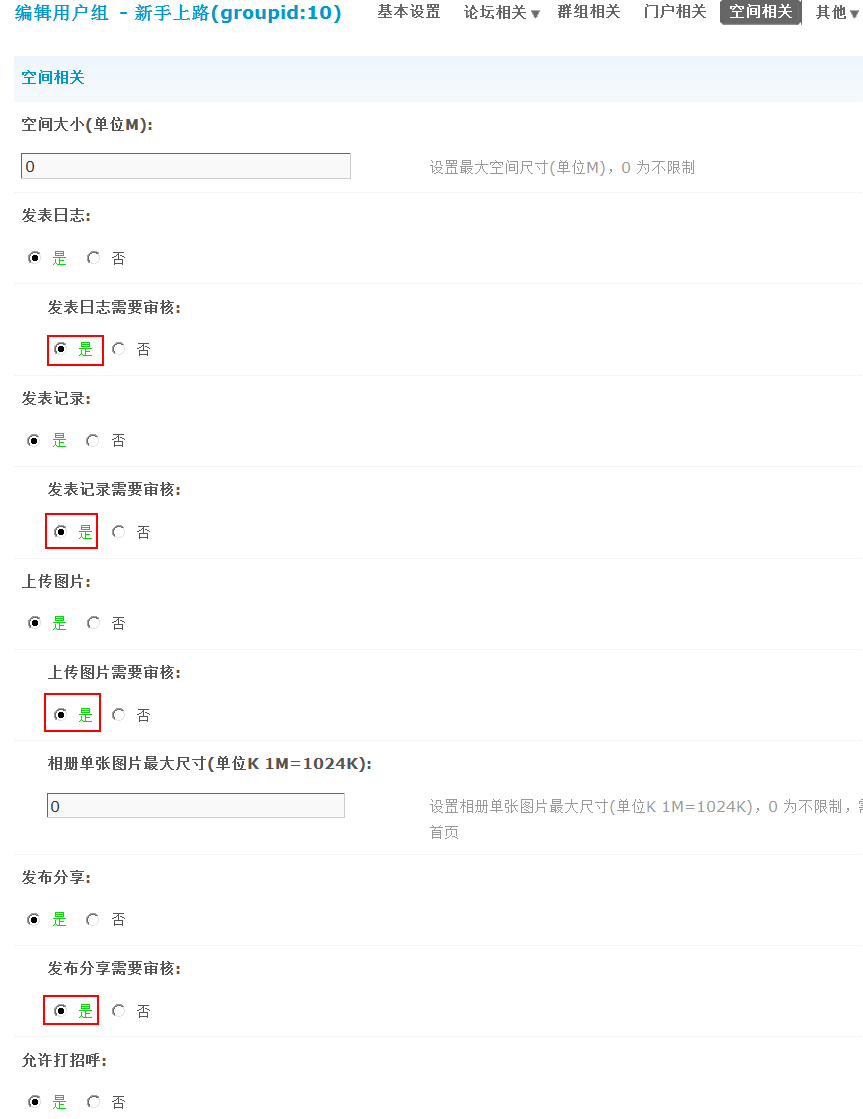 编辑用户组 - 新手上路(groupid:10) 基本设置 论坛相关▼ 群组相关 门户相关 空间相关 其他▼
空间相关
空间大小(单位M):
0 设置最大空间尺寸(单位M)，0 为不限制
发表日志:
是 否
发表日志需要审核:
是 否
发表记录:
是 否
发表记录需要审核:
是 否
上传图片:
是 否
上传图片需要审核:
是 否
相册单张图片最大尺寸(单位K 1M=1024K):
0 设置相册单张图片最大尺寸(单位K 1M=1024K)，0 为不限制，
首页
发布分享:
是 否
发布分享需要审核:
是 否
允许打招呼:
是 否